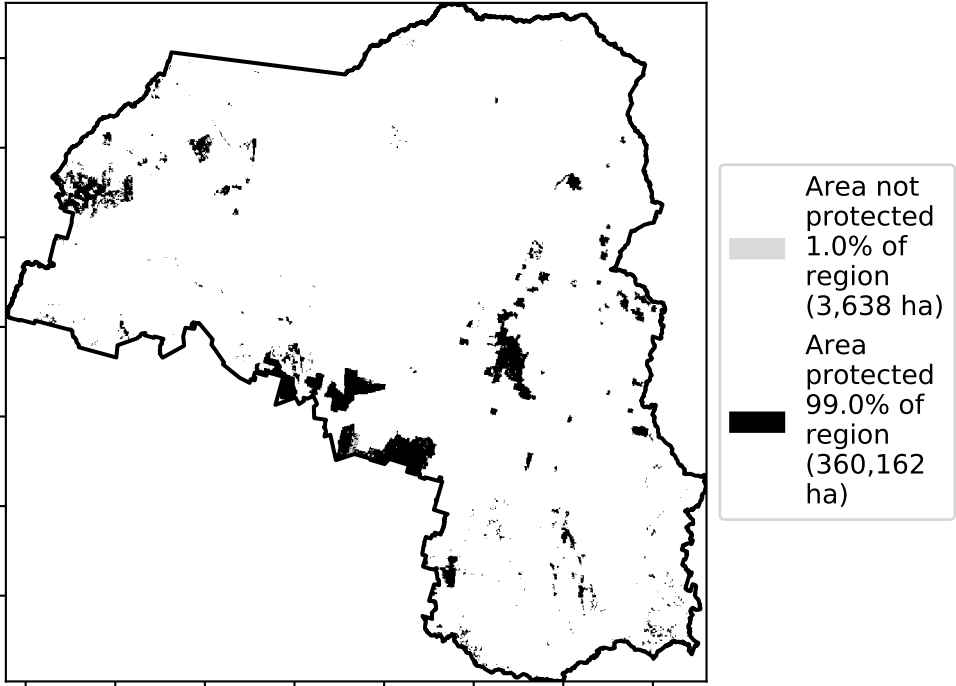 Area not
protected
1.0% of
region
(3,638 ha)
Area
protected
99.0% of
region
(360,162
ha)